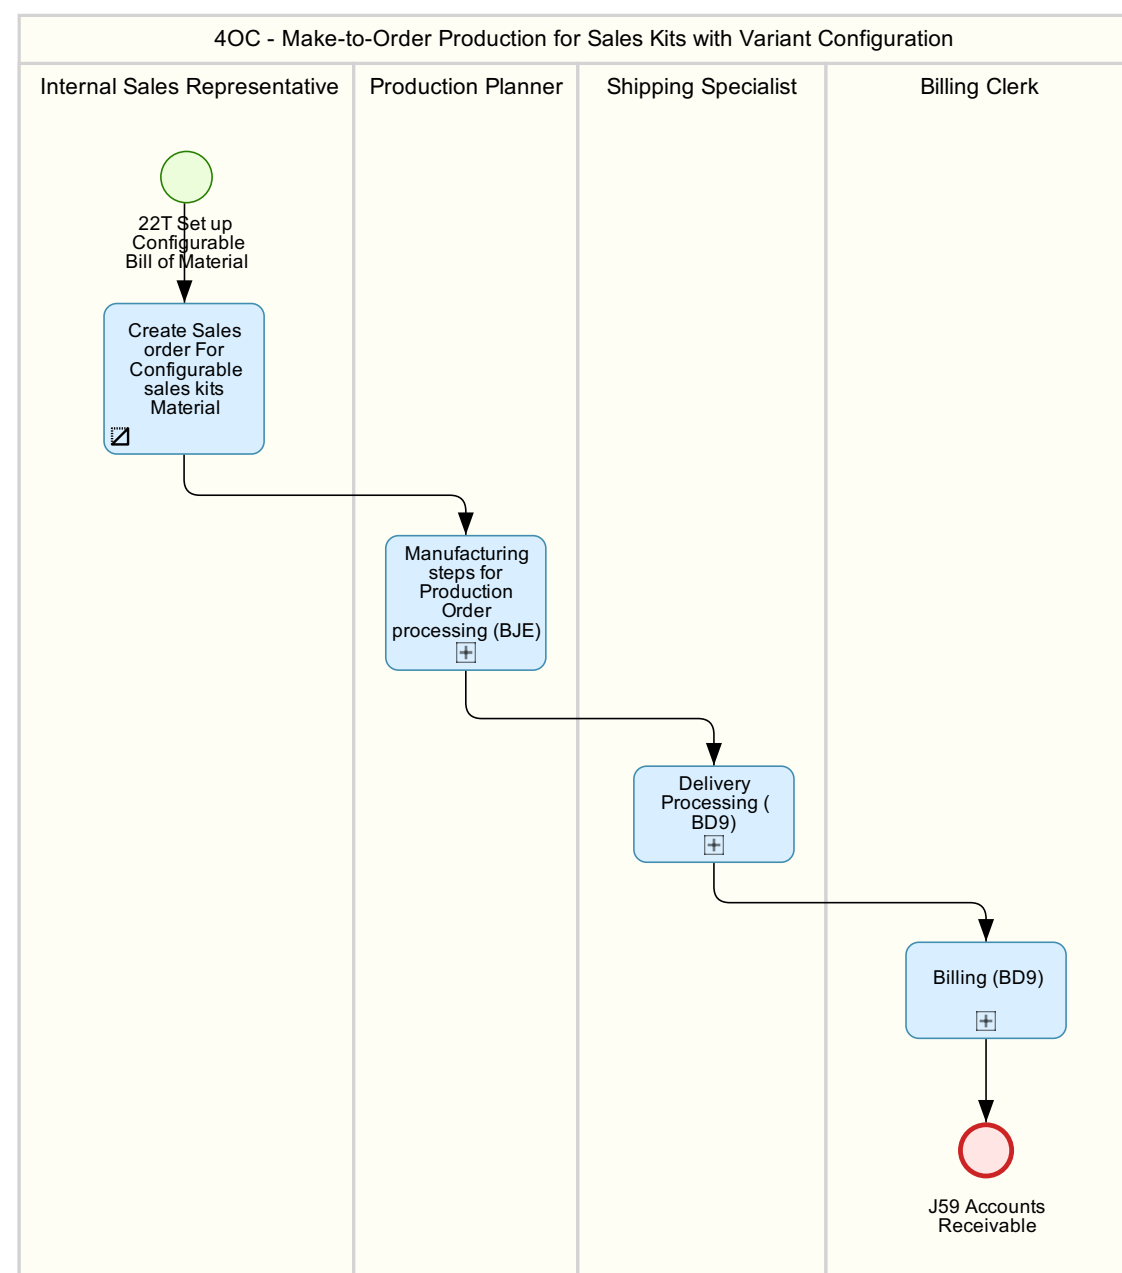 4OC - Make-to-Order Production for Sales Kits with Variant Configuration
Internal Sales Representative
Production Planner
Shipping Specialist
Billing Clerk
22T Set up
Configurable
Bill of Material
Create Sales
order For
Configurable
sales kits
Material
Manufacturing
steps for
Production
Order
processing (BJE)
Delivery
Processing (
BD9)
Billing (BD9)
J59 Accounts
Receivable